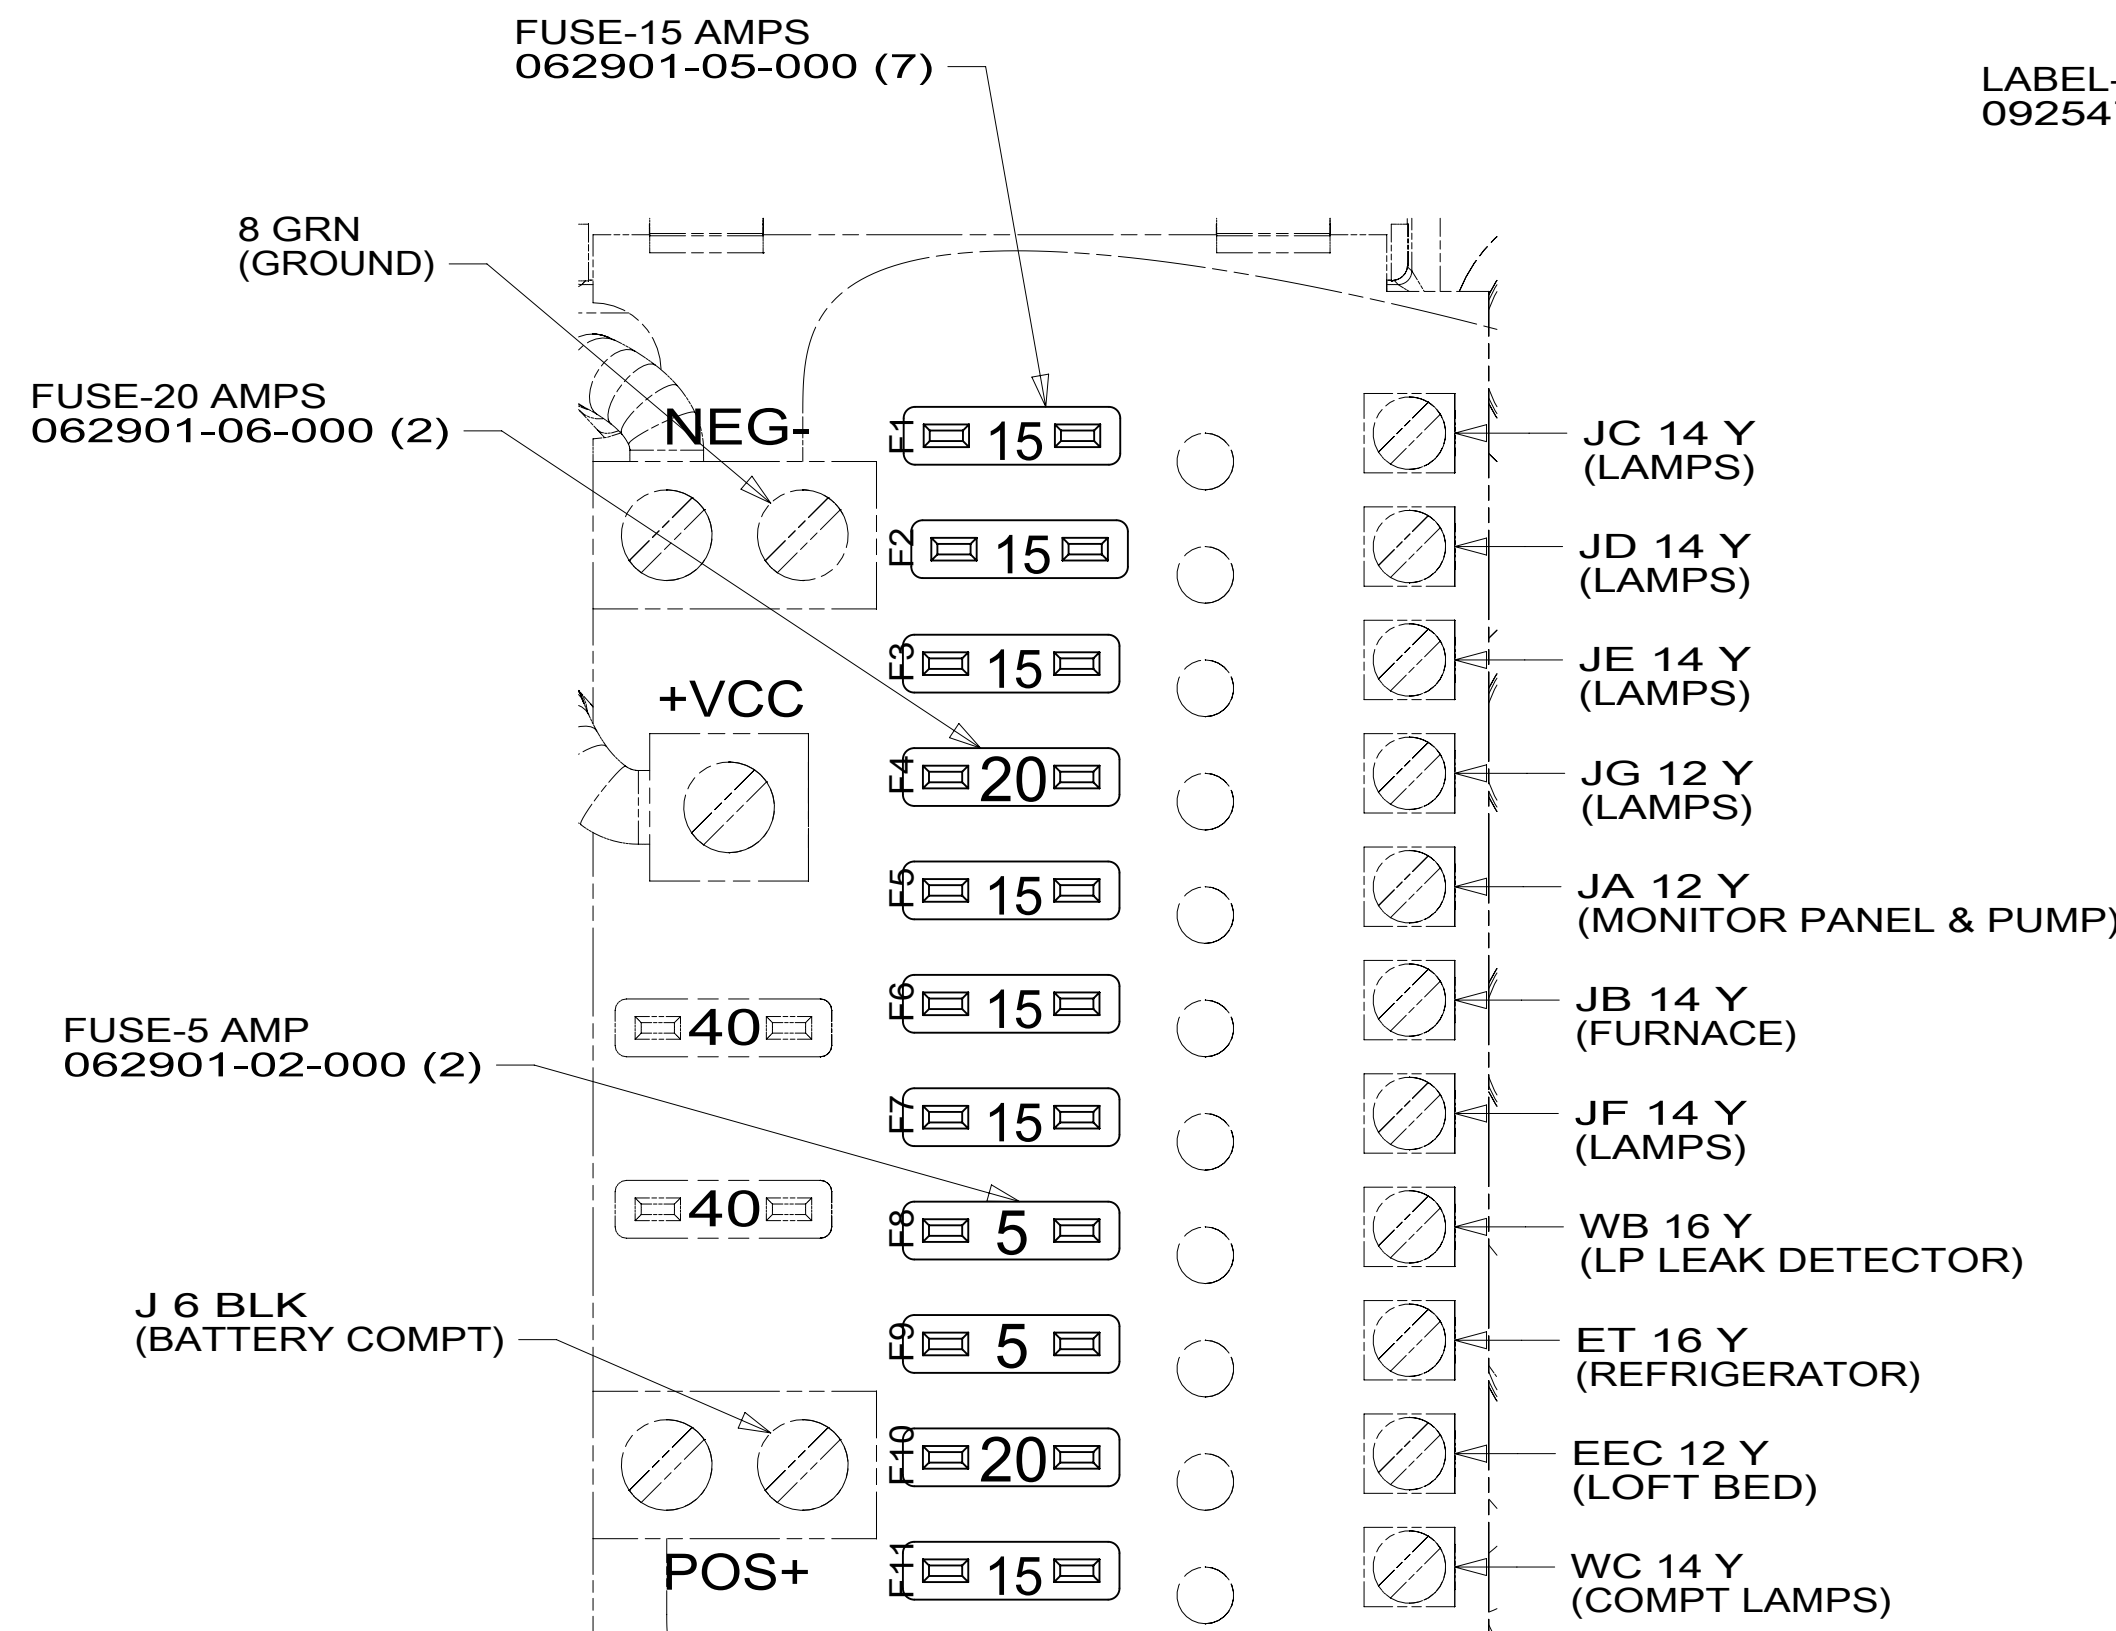 FUSE-15 AMPS
062901-05-000 (7)
LABEL-
09254
8 GRN
(GROUND)
FUSE-20 AMPS
062901-06-000 (2)
NEG-
F1 15
JC 14 Y
(LAMPS)
F2 15
JD 14 Y
(LAMPS)
F3 15
JE 14 Y
(LAMPS)
+VCC
F4 20
JG 12 Y
(LAMPS)
F5 15
JA 12 Y
(MONITOR PANEL & PUMP)
40
F6 15
JB 14 Y
(FURNACE)
FUSE-5 AMP
062901-02-000 (2)
F7 15
JF 14 Y
(LAMPS)
40
F8 5
WB 16 Y
(LP LEAK DETECTOR)
J 6 BLK
(BATTERY COMPT)
F9 5
ET 16 Y
(REFRIGERATOR)
F10 20
EEC 12 Y
(LOFT BED)
POS+
F11 15
WC 14 Y
(COMPT LAMPS)